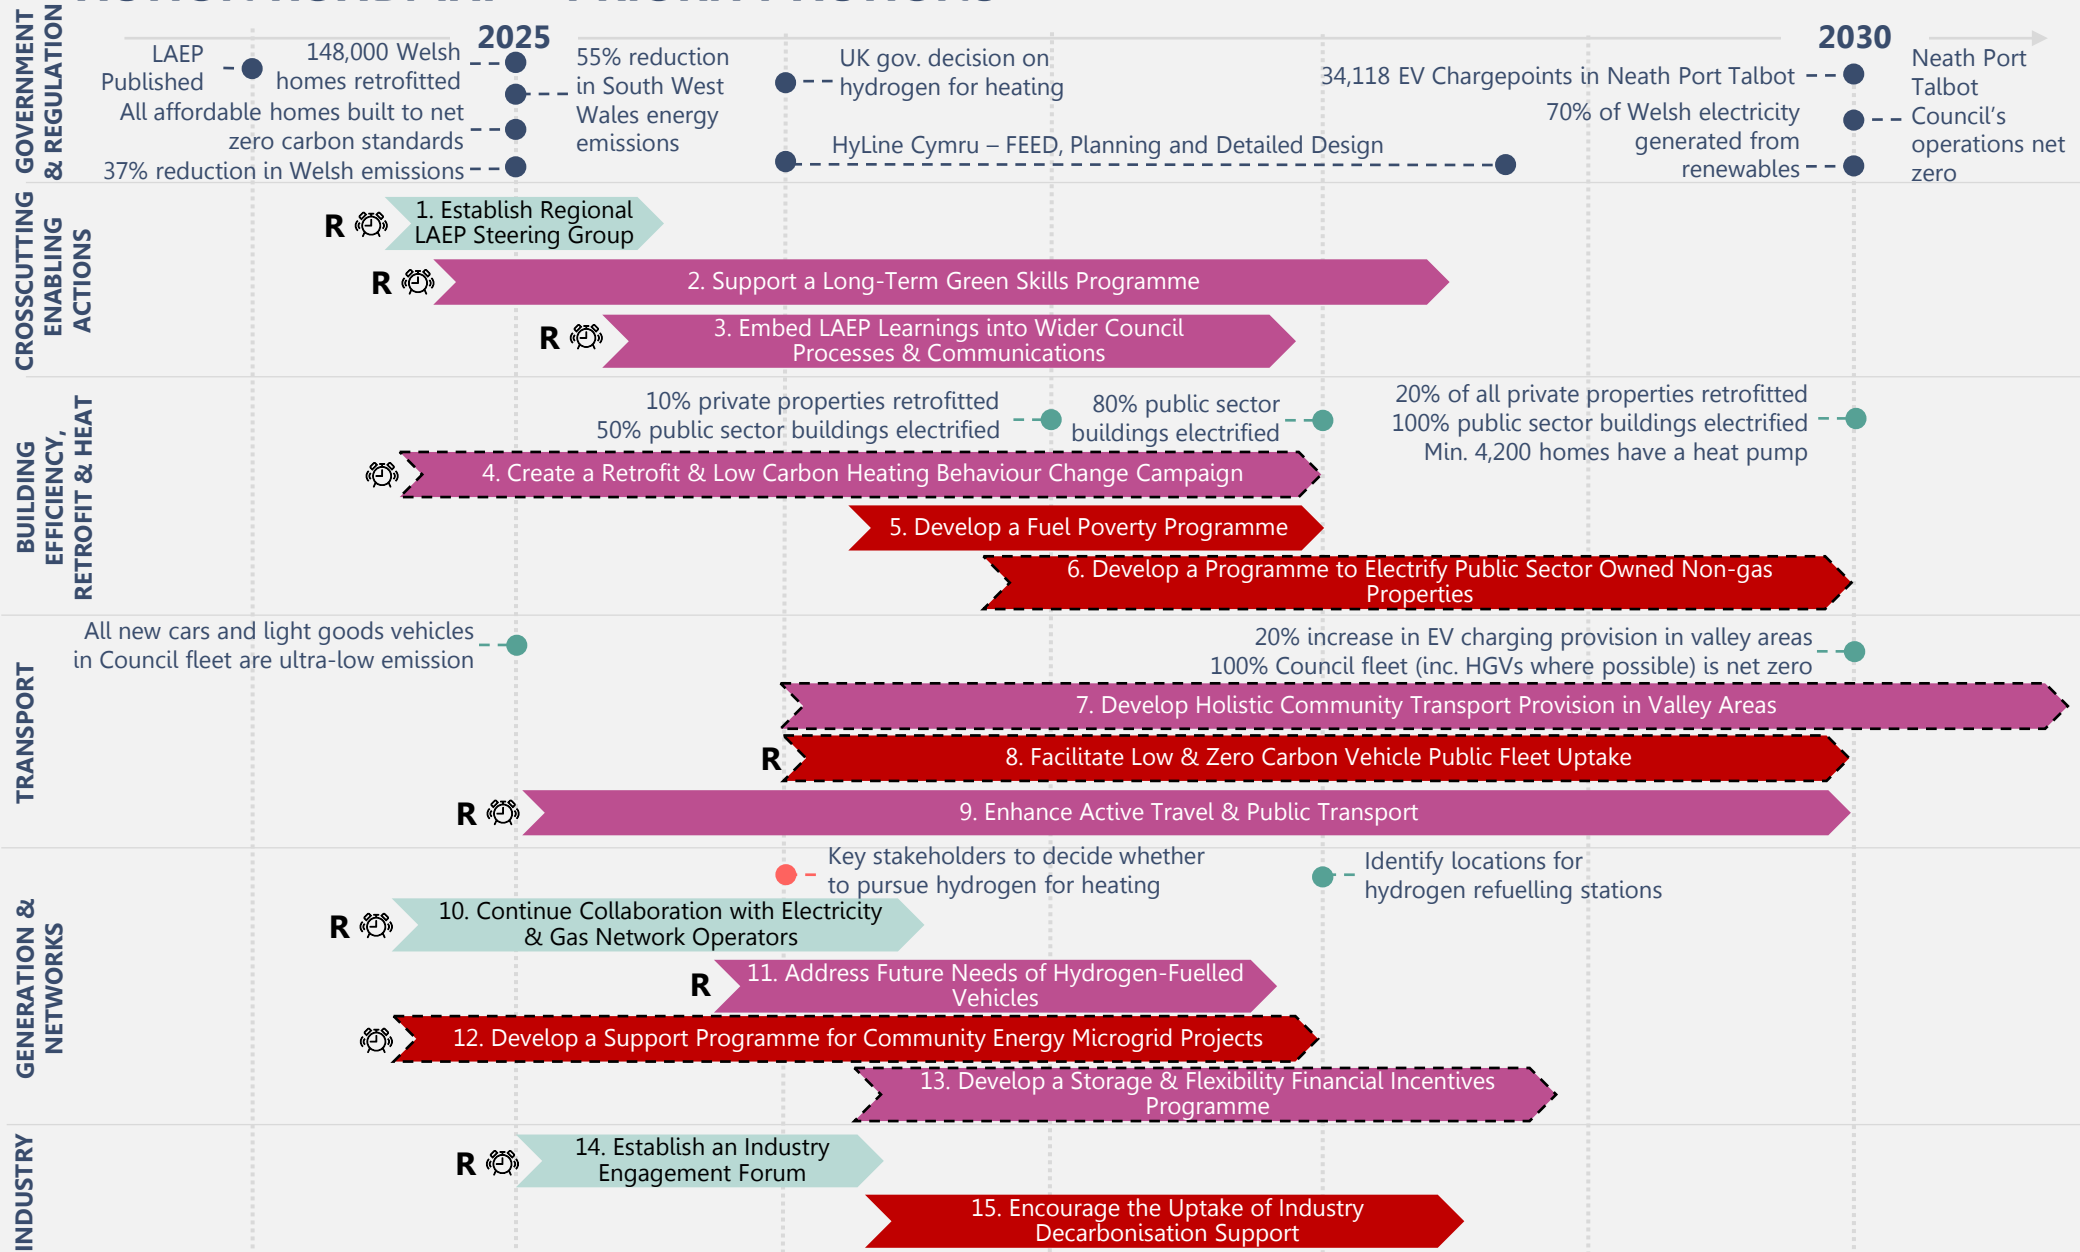 GOVERNMENT
& REGULATION
2025
2030
LAEP
Published
148,000 Welsh
homes retrofitted
All affordable homes built to net
zero carbon standards
37% reduction in Welsh emissions
55% reduction
in South West
Wales energy
emissions
UK gov. decision on
hydrogen for heating
HyLine Cymru – FEED, Planning and Detailed Design
34,118 EV Chargepoints in Neath Port Talbot
70% of Welsh electricity
generated from
renewables
Neath Port
Talbot
Council's
operations net
zero
CROSSCUTTING
ENABLING
ACTIONS
R
1. Establish Regional
LAEP Steering Group
R
2. Support a Long-Term Green Skills Programme
R
3. Embed LAEP Learnings into Wider Council
Processes & Communications
BUILDING
EFFICIENCY,
RETROFIT & HEAT
10% private properties retrofitted
50% public sector buildings electrified
80% public sector
buildings electrified
20% of all private properties retrofitted
100% public sector buildings electrified
Min. 4,200 homes have a heat pump
4. Create a Retrofit & Low Carbon Heating Behaviour Change Campaign
5. Develop a Fuel Poverty Programme
6. Develop a Programme to Electrify Public Sector Owned Non-gas
Properties
TRANSPORT
All new cars and light goods vehicles
in Council fleet are ultra-low emission
20% increase in EV charging provision in valley areas
100% Council fleet (inc. HGVs where possible) is net zero
7. Develop Holistic Community Transport Provision in Valley Areas
R
8. Facilitate Low & Zero Carbon Vehicle Public Fleet Uptake
R
9. Enhance Active Travel & Public Transport
GENERATION &
NETWORKS
Key stakeholders to decide whether
to pursue hydrogen for heating
Identify locations for
hydrogen refuelling stations
R
10. Continue Collaboration with Electricity
& Gas Network Operators
R
11. Address Future Needs of Hydrogen-Fuelled
Vehicles
12. Develop a Support Programme for Community Energy Microgrid Projects
13. Develop a Storage & Flexibility Financial Incentives
Programme
INDUSTRY
R
14. Establish an Industry
Engagement Forum
15. Encourage the Uptake of Industry
Decarbonisation Support